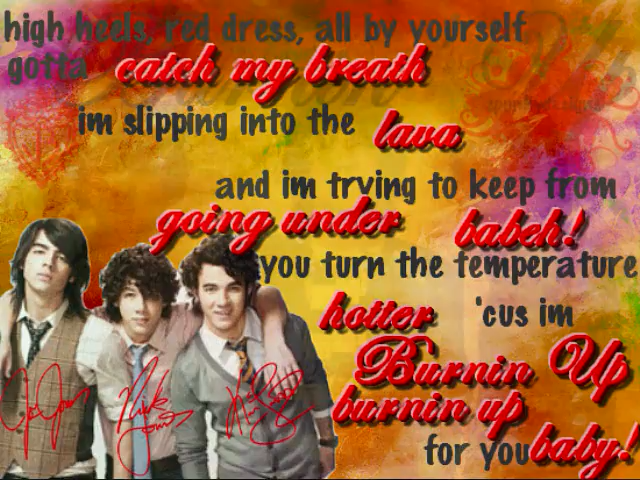 high heels, red dress, all by yourself
gotta catch my breath
im slipping into the lava
and im trying to keep from
going under babeh!
you turn the temperature
hotter 'cus im
Burnin Up
burnin up
for you baby!